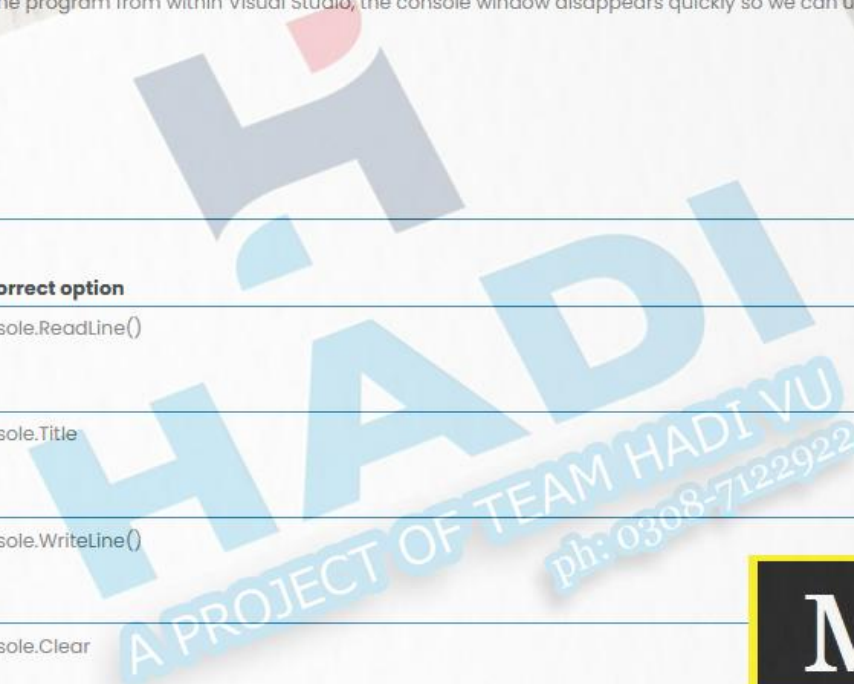 he program from within Visual Studio, the console window disappears quickly so we can u
orrect option
sole.ReadLine()
sole.Title
sole.WriteLine()
sole.Clear
HADI
A PROJECT OF TEAM HADI VU
ph: 0308-7122922
M